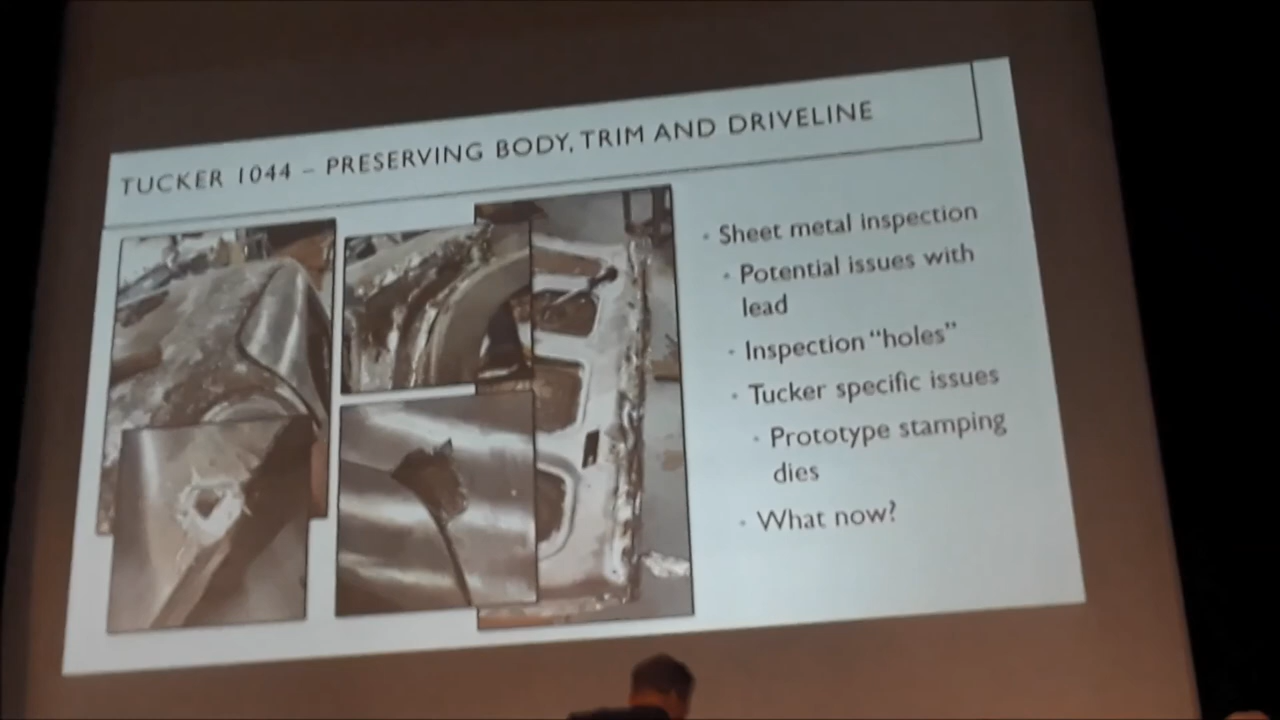 TUCKER 1044 – PRESERVING BODY, TRIM AND DRIVELINE
• Sheet metal inspection
• Potential issues with
lead
• Inspection “holes”
• Tucker specific issues
• Prototype stamping
dies
• What now?